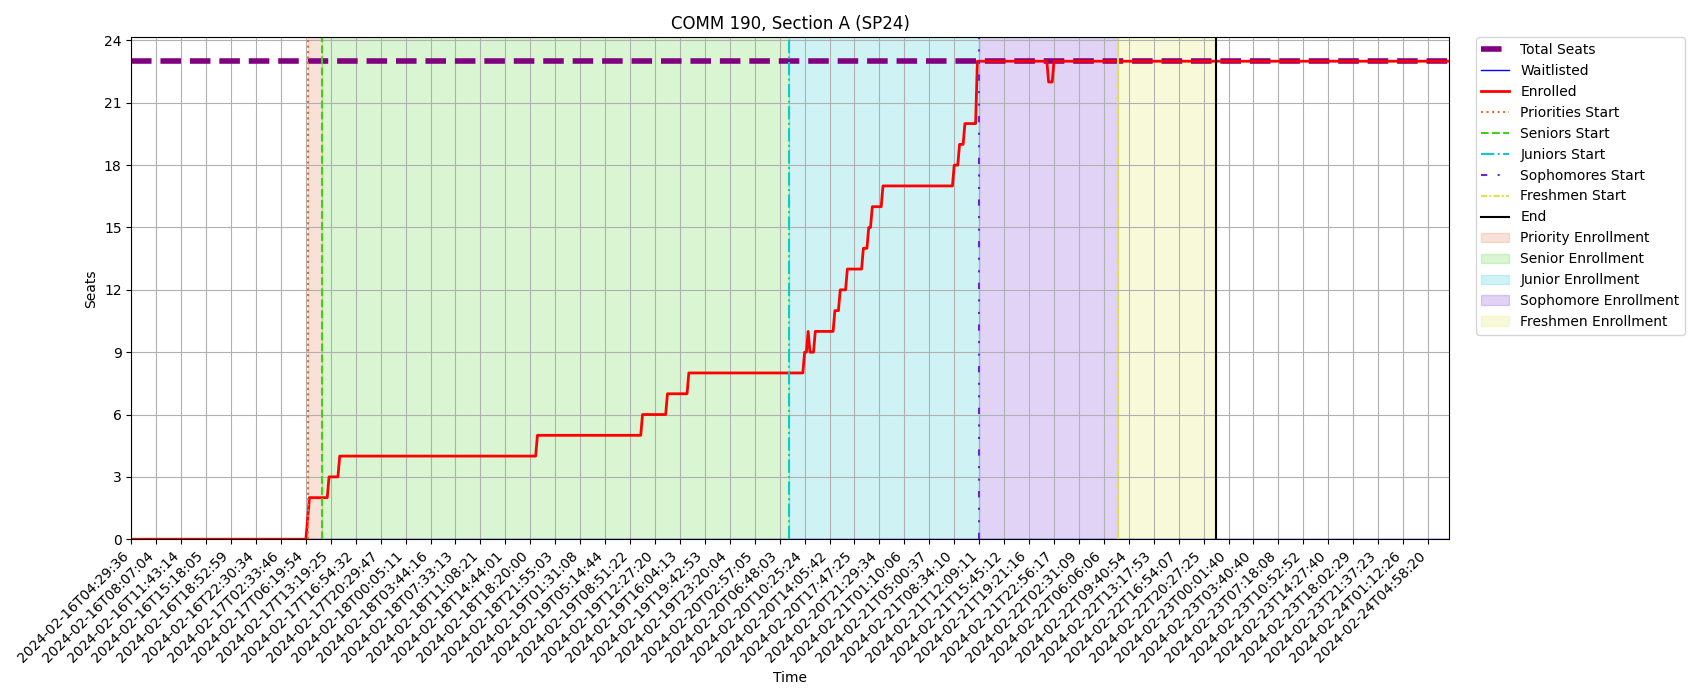 COMM 190, Section A (SP24)
24
21
18
15
12
9
6
3
0
Seats
2024-02-16T04:29:36
2024-02-16T08:07:04
2024-02-16T11:43:14
2024-02-16T15:18:05
2024-02-16T18:52:59
2024-02-16T22:30:34
2024-02-17T02:33:46
2024-02-17T06:19:54
2024-02-17T13:19:25
2024-02-17T16:54:32
2024-02-17T20:29:47
2024-02-18T00:05:11
2024-02-18T03:44:16
2024-02-18T07:33:13
2024-02-18T11:08:21
2024-02-18T14:44:01
2024-02-18T18:20:00
2024-02-18T21:55:03
2024-02-19T01:31:08
2024-02-19T05:14:44
2024-02-19T08:51:22
2024-02-19T12:27:20
2024-02-19T16:04:13
2024-02-19T19:42:53
2024-02-19T23:20:04
2024-02-20T02:57:05
2024-02-20T06:48:03
2024-02-20T10:25:24
2024-02-20T14:05:42
2024-02-20T17:47:25
2024-02-20T21:29:34
2024-02-21T01:10:06
2024-02-21T05:00:37
2024-02-21T08:34:10
2024-02-21T12:09:11
2024-02-21T15:45:12
2024-02-21T19:21:16
2024-02-21T22:56:17
2024-02-22T02:31:09
2024-02-22T06:06:06
2024-02-22T09:40:54
2024-02-22T13:17:53
2024-02-22T16:54:07
2024-02-22T20:27:25
2024-02-23T00:01:40
2024-02-23T03:40:40
2024-02-23T07:18:08
2024-02-23T10:52:52
2024-02-23T14:27:40
2024-02-23T18:02:29
2024-02-23T21:37:23
2024-02-24T01:12:26
2024-02-24T04:58:20
Time
Total Seats
Waitlisted
Enrolled
Priorities Start
Seniors Start
Juniors Start
Sophomores Start
Freshmen Start
End
Priority Enrollment
Senior Enrollment
Junior Enrollment
Sophomore Enrollment
Freshmen Enrollment